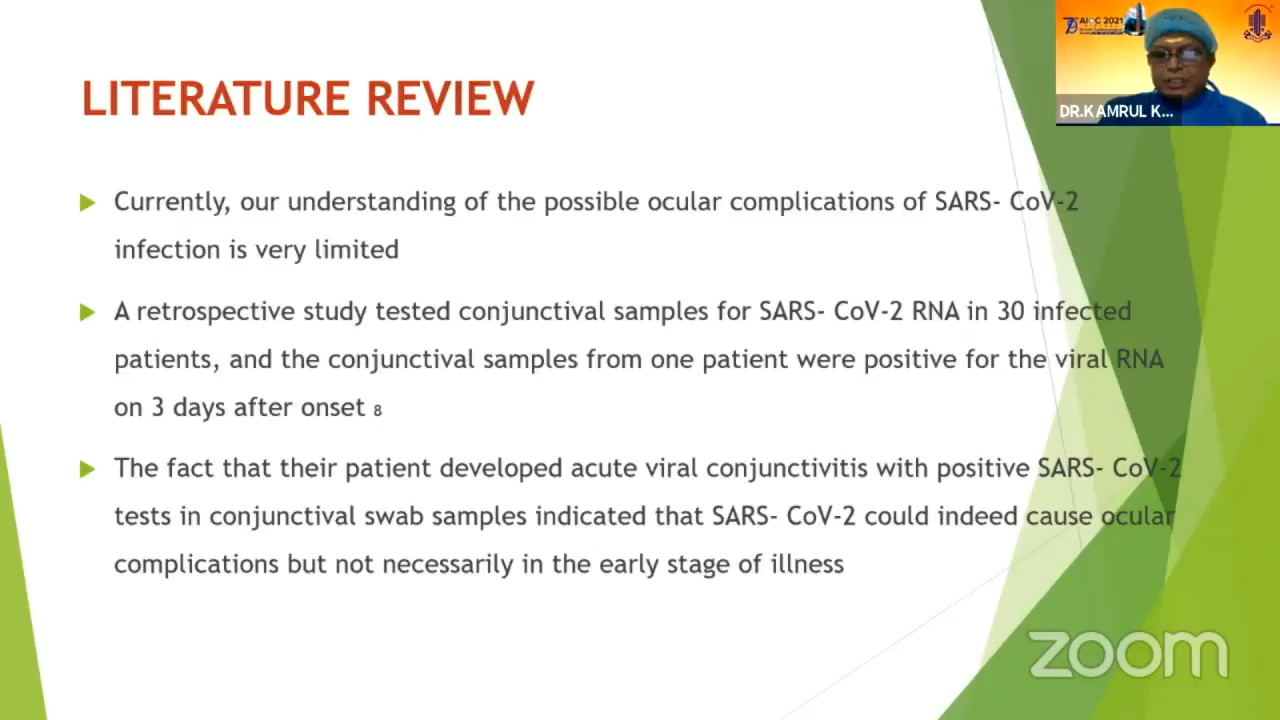 LITERATURE REVIEW
Currently, our understanding of the possible ocular complications of SARS- CoV-2
infection is very limited
A retrospective study tested conjunctival samples for SARS- CoV-2 RNA in 30 infected
patients, and the conjunctival samples from one patient were positive for the viral RNA
on 3 days after onset 8
The fact that their patient developed acute viral conjunctivitis with positive SARS- CoV-2
tests in conjunctival swab samples indicated that SARS- CoV-2 could indeed cause ocular
complications but not necessarily in the early stage of illness
AIOC 2021
DR.KAMRUL K...
zoom